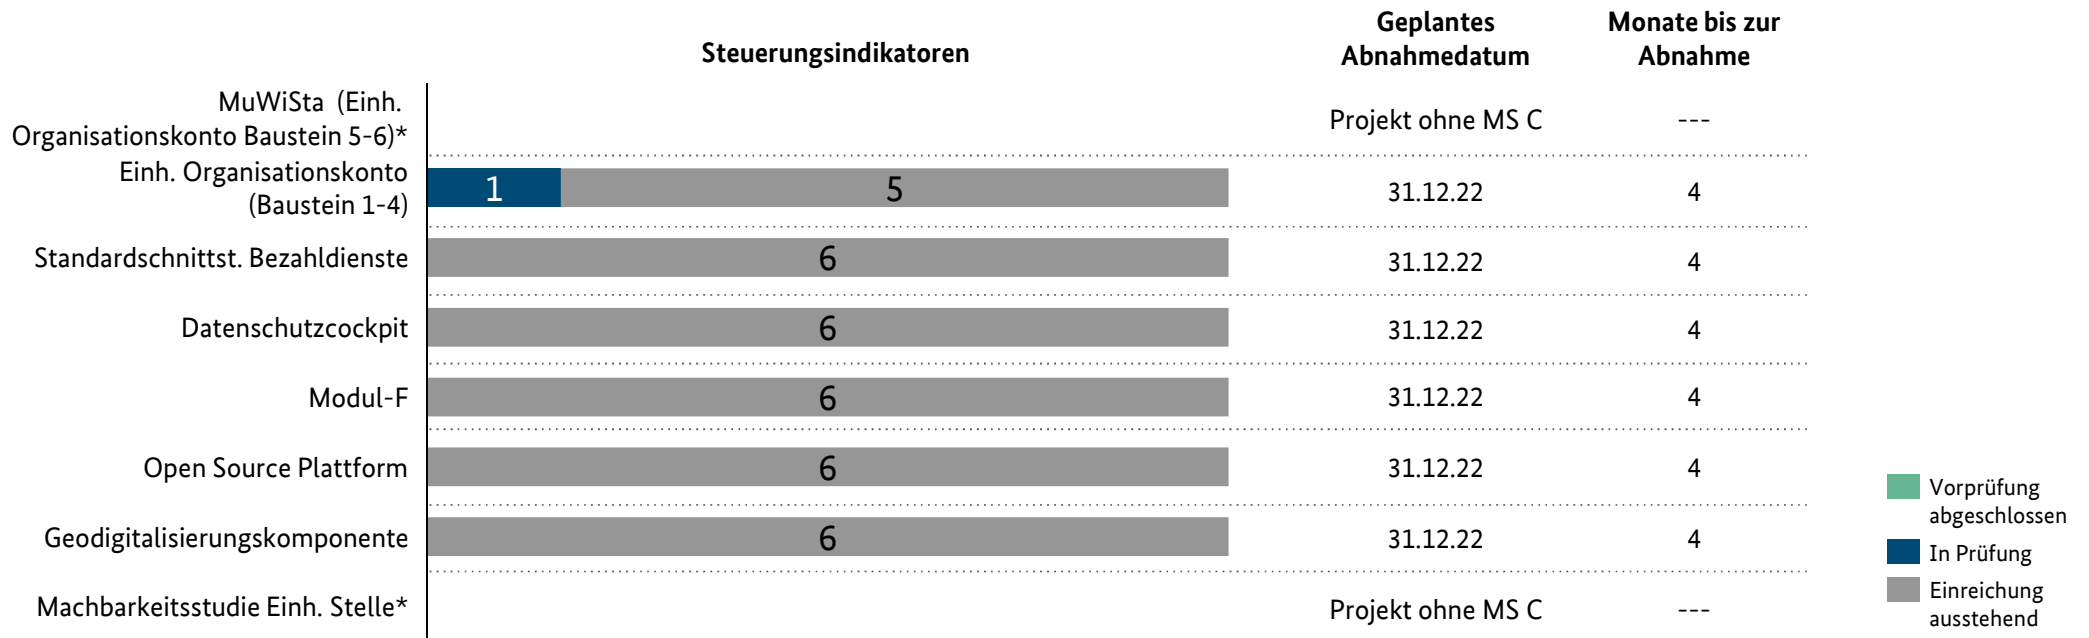 Steuerungsindikatoren
Geplantes
Abnahmedatum
Monate bis zur
Abnahme
MuWiSta (Einh.
Organisationskonto Baustein 5-6)*
Projekt ohne MS C
---
Einh. Organisationskonto
(Baustein 1-4)
1
5
31.12.22
4
Standardschnittst. Bezahldienste
6
31.12.22
4
Datenschutzcockpit
6
31.12.22
4
Modul-F
6
31.12.22
4
Open Source Plattform
6
31.12.22
4
Geodigitalisierungskomponente
6
31.12.22
4
Machbarkeitsstudie Einh. Stelle*
Projekt ohne MS C
---
Vorprüfung
abgeschlossen
In Prüfung
Einreichung
ausstehend